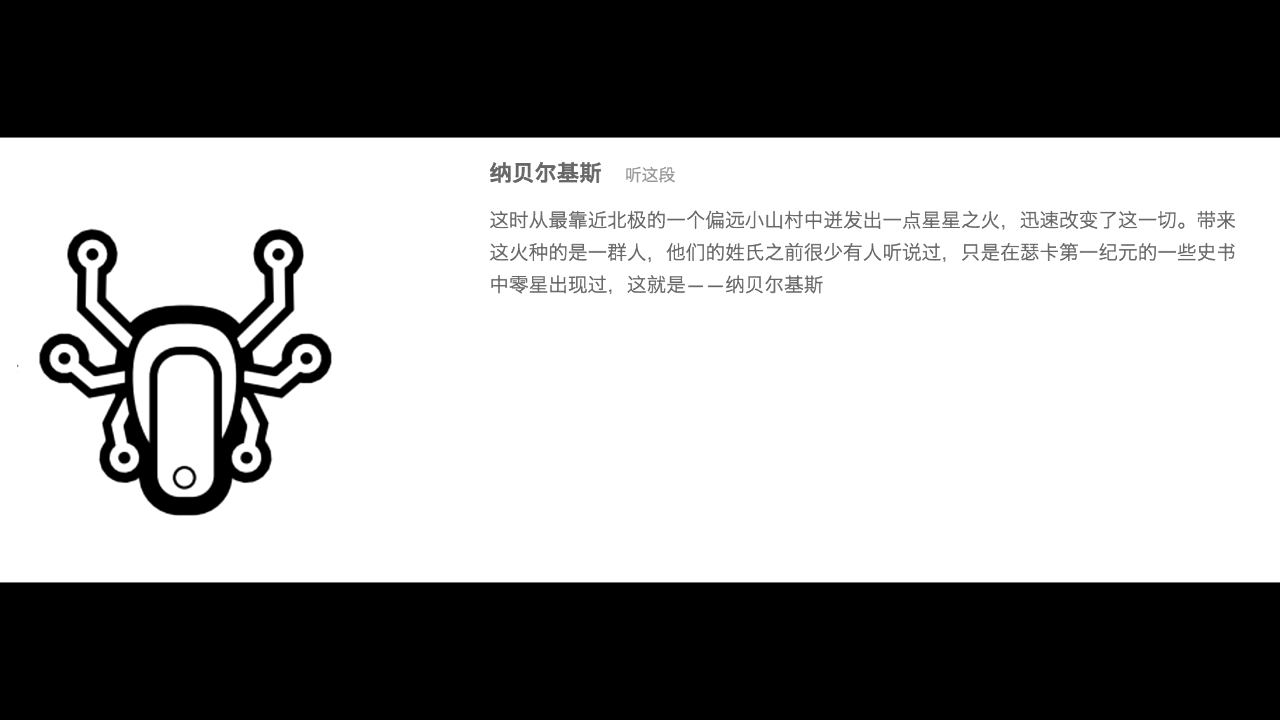 纳贝尔基斯 听这段
这时从最靠近北极的一个偏远小山村中迸发出一点星星之火，迅速改变了这一切。带来
这火种的是一群人，他们的姓氏之前很少有人听说过，只是在瑟卡第一纪元的一些史书
中零星出现过，这就是——纳贝尔基斯